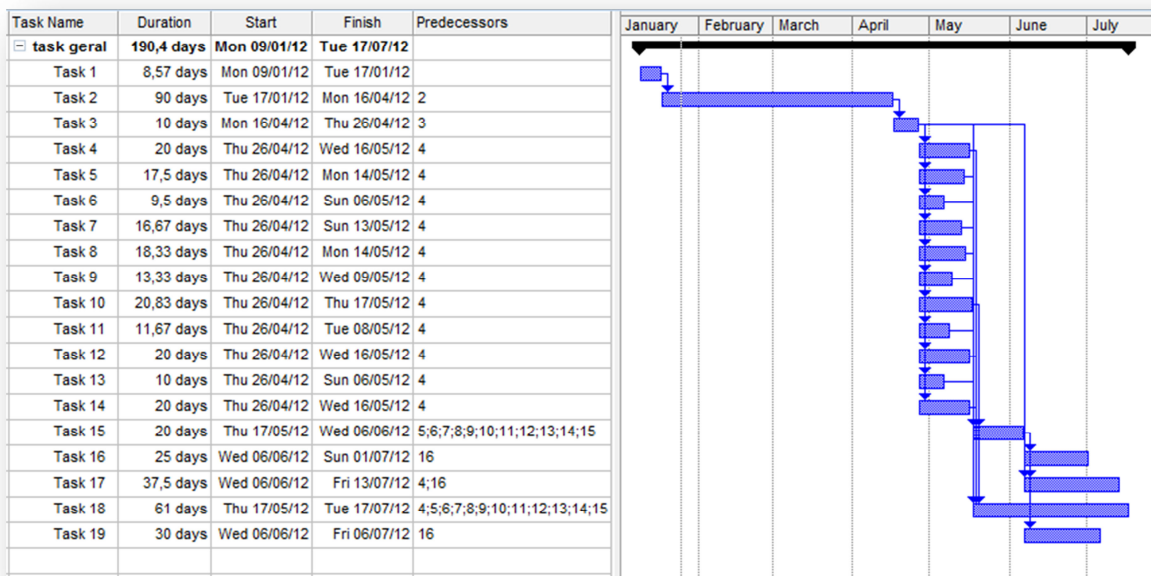 Task Name Duration Start Finish Predecessors January February March April May June July
task geral 190,4 days Mon 09/01/12 Tue 17/07/12
Task 1 8,57 days Mon 09/01/12 Tue 17/01/12
Task 2 90 days Tue 17/01/12 Mon 16/04/12 2
Task 3 10 days Mon 16/04/12 Thu 26/04/12 3
Task 4 20 days Thu 26/04/12 Wed 16/05/12 4
Task 5 17,5 days Thu 26/04/12 Mon 14/05/12 4
Task 6 9,5 days Thu 26/04/12 Sun 06/05/12 4
Task 7 16,67 days Thu 26/04/12 Sun 13/05/12 4
Task 8 18,33 days Thu 26/04/12 Mon 14/05/12 4
Task 9 13,33 days Thu 26/04/12 Wed 09/05/12 4
Task 10 20,83 days Thu 26/04/12 Thu 17/05/12 4
Task 11 11,67 days Thu 26/04/12 Tue 08/05/12 4
Task 12 20 days Thu 26/04/12 Wed 16/05/12 4
Task 13 10 days Thu 26/04/12 Sun 06/05/12 4
Task 14 20 days Thu 26/04/12 Wed 16/05/12 4
Task 15 20 days Thu 17/05/12 Wed 06/06/12 5;6;7;8;9;10;11;12;13;14;15
Task 16 25 days Wed 06/06/12 Sun 01/07/12 16
Task 17 37,5 days Wed 06/06/12 Fri 13/07/12 4;16
Task 18 61 days Thu 17/05/12 Tue 17/07/12 4;5;6;7;8;9;10;11;12;13;14;15
Task 19 30 days Wed 06/06/12 Fri 06/07/12 16